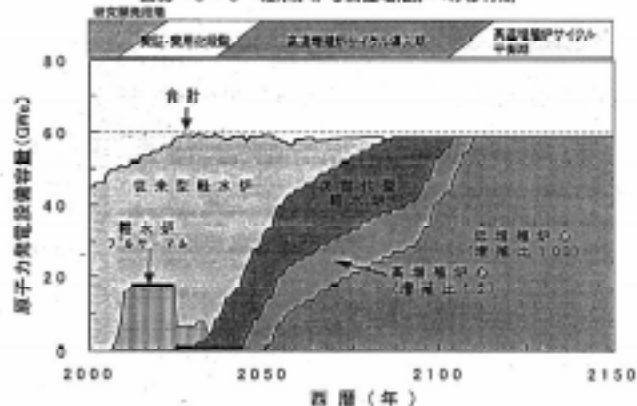 研究開発段階
実証・実用化段階
高速増殖炉サイクル導入期
高速増殖炉サイクル
平衡期
原子力発電設備容量(GWe)
80
60
40
20
0
合計
従来型軽水炉
次世代型
軽水炉
軽水炉
プルサーマル
低増殖炉心
(増殖比1.03)
高増殖炉心
(増殖比1.2)
2000
2050
2100
2150
西暦(年)